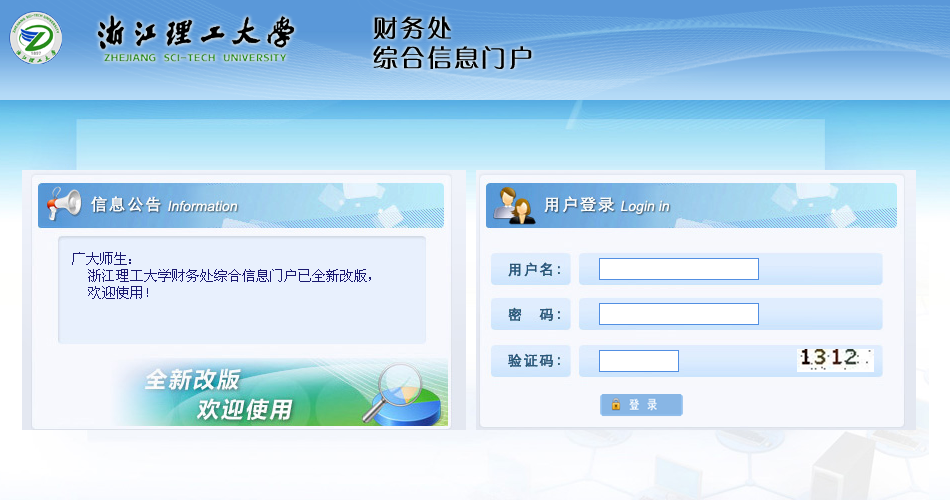 浙江理工大学
ZHEJIANG SCI-TECH UNIVERSITY
财务处
综合信息门户
信息公告 Information
广大师生：
浙江理工大学财务处综合信息门户已全新改版，
欢迎使用！
全新改版
欢迎使用
用户登录 Login in
用户名：
密 码：
验证码：
1312
登 录